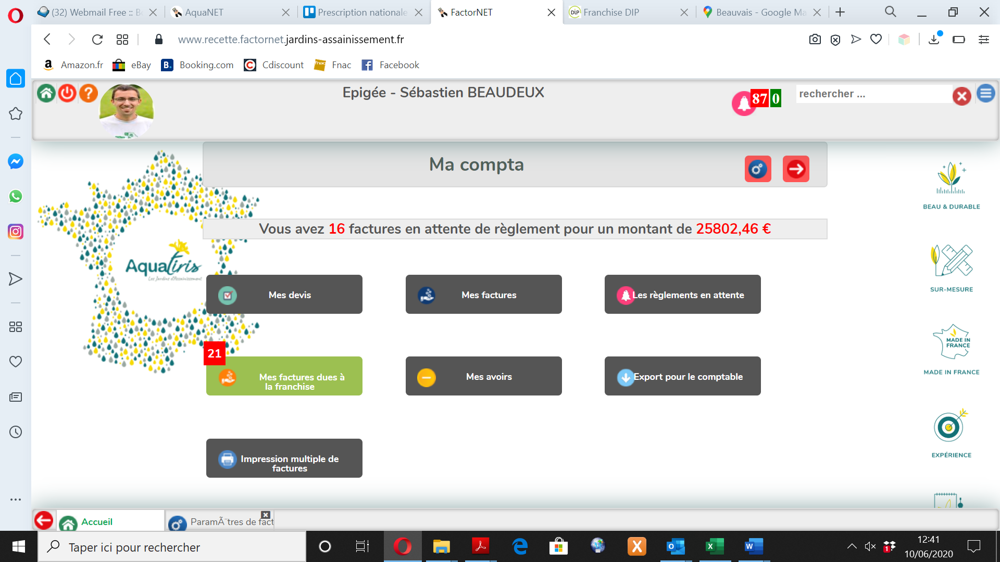 (32) Webmail Free :: Bo
AquaNET
Prescription nationale
FactorNET
Franchise DIP
Beauvais - Google Ma
www.recette.factornet.jardins-assainissement.fr
Amazon.fr
eBay
Booking.com
Cdiscount
Fnac
Facebook
Epigée - Sébastien BEAUDEUX
87 0
rechercher ...
Ma compta
BEAU & DURABLE
Vous avez 16 factures en attente de règlement pour un montant de 25802,46 €
Aquatiris
Les Jardins d'Assainissement
SUR-MESURE
Mes devis
Mes factures
Les règlements en attente
MADE IN
FRANCE
21
Mes factures dues à
la franchise
Mes avoirs
Export pour le comptable
MADE IN FRANCE
Impression multiple de
factures
EXPÉRIENCE
Accueil
ParamÃ¨tres de fact
Taper ici pour rechercher
1
12:41
10/06/2020